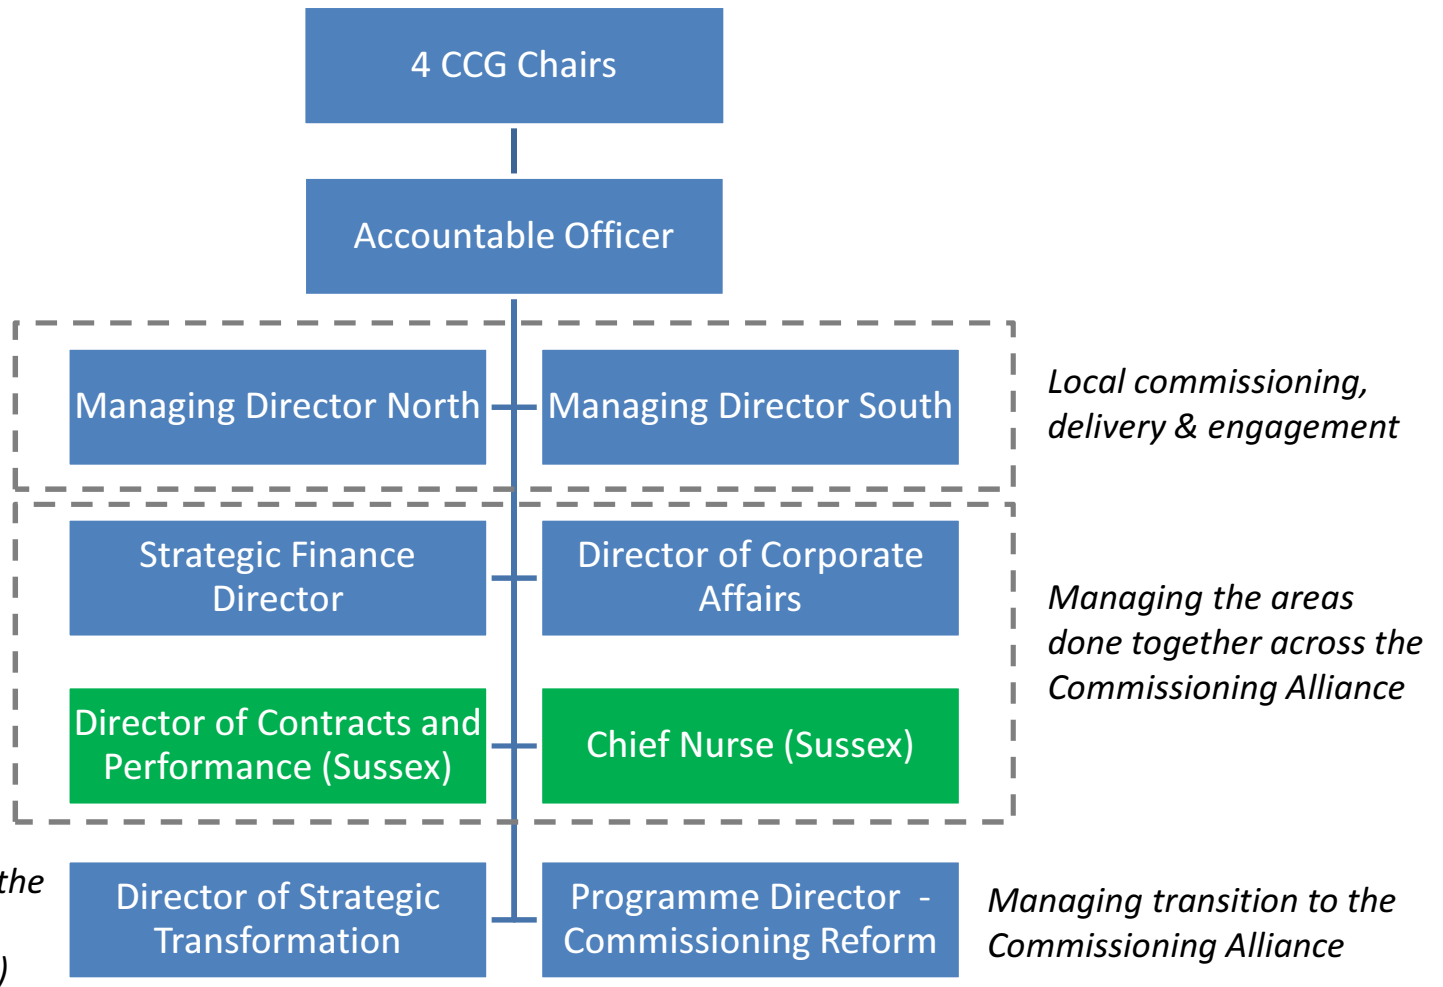 4 CCG Chairs
Accountable Officer
Managing Director North
Managing Director South
Local commissioning,
delivery & engagement
Strategic Finance
Director
Director of Corporate
Affairs
Managing the areas
done together across the
Commissioning Alliance
Director of Contracts and
Performance (Sussex)
Chief Nurse (Sussex)
the
)
Director of Strategic
Transformation
Programme Director -
Commissioning Reform
Managing transition to the
Commissioning Alliance